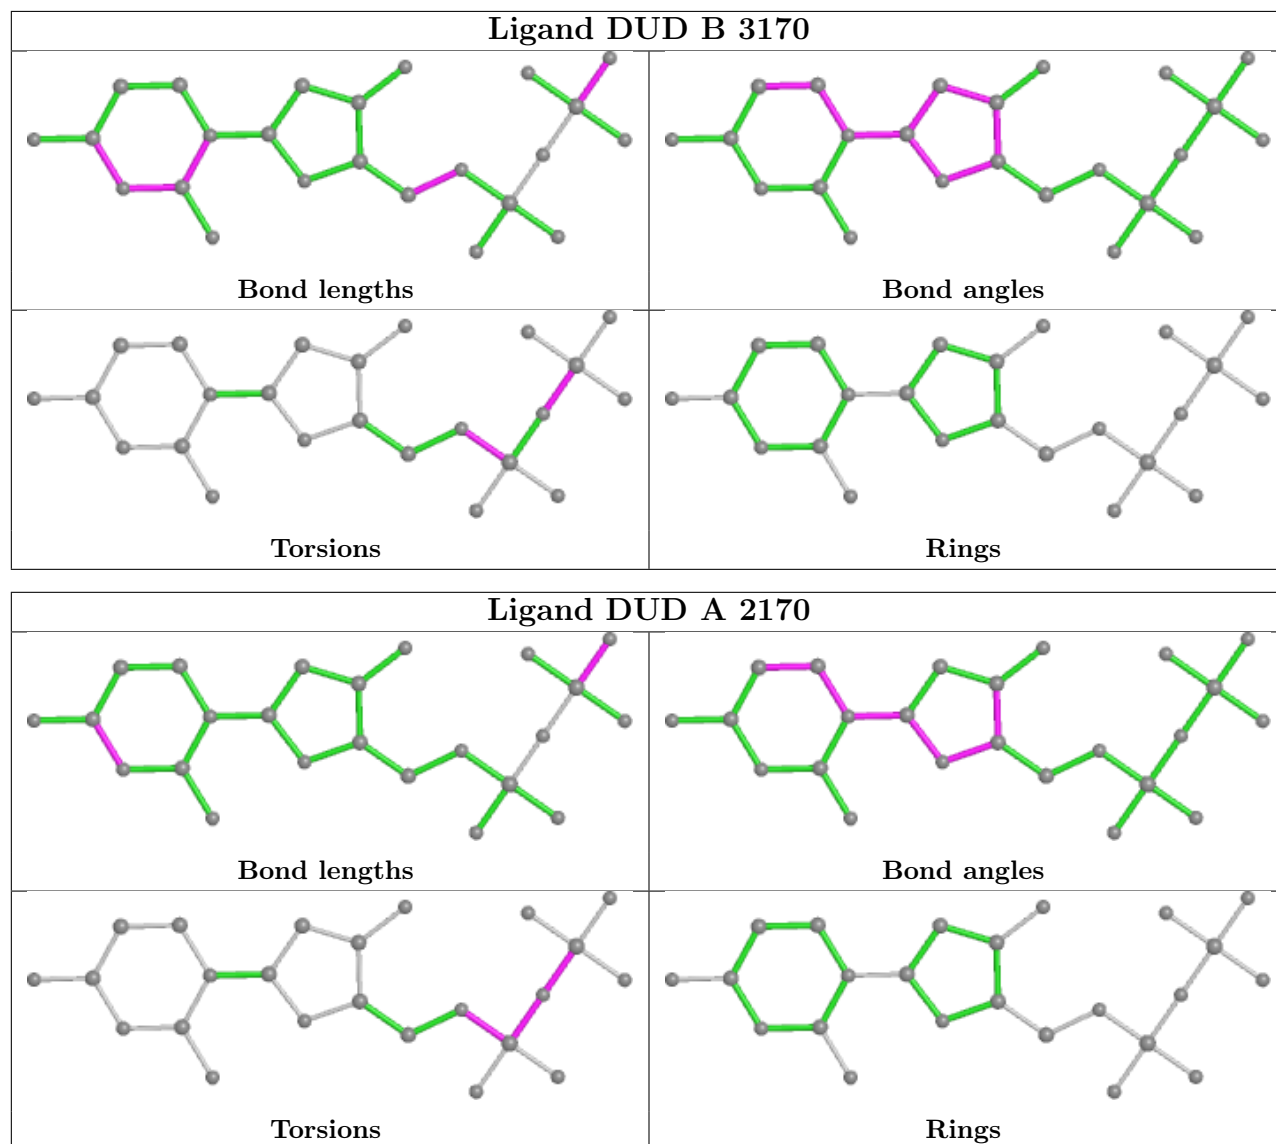 Ligand DUD B 3170
Bond lengths
Bond angles
Torsions
Rings
Ligand DUD A 2170
Bond lengths
Bond angles
Torsions
Rings